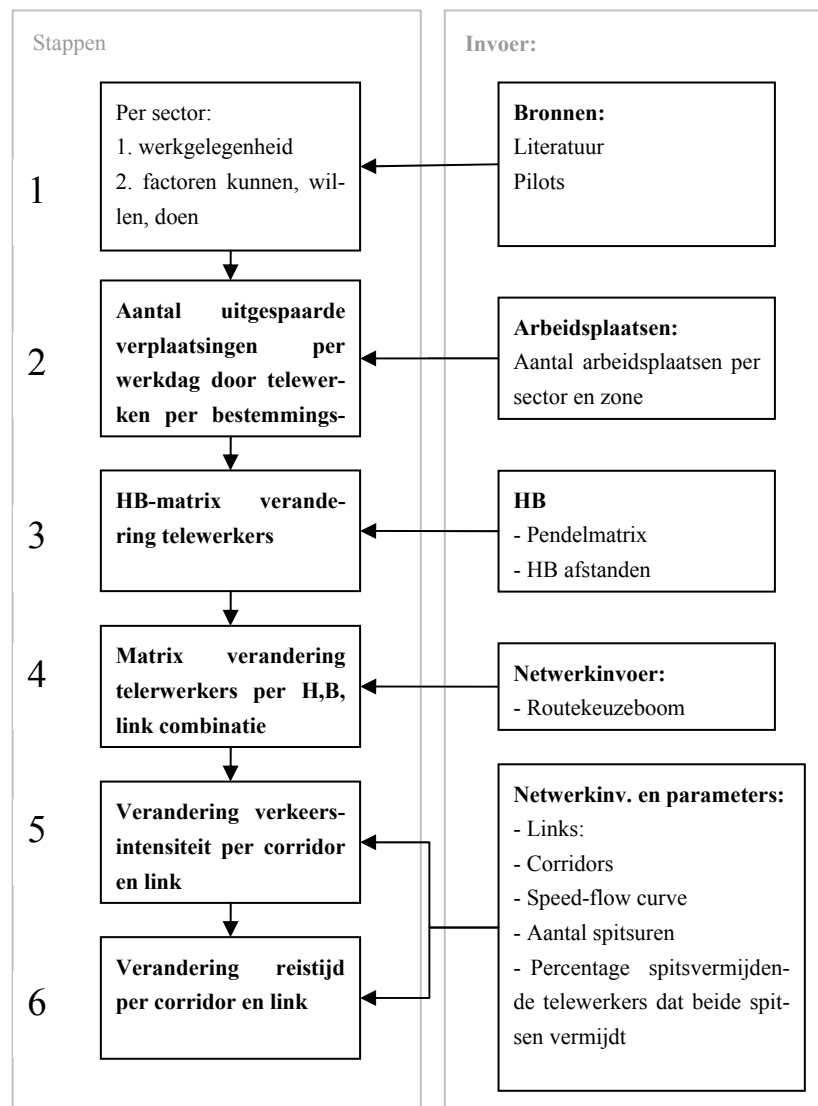 Stappen
Invoer:
1
Per sector:
1. werkgelegenheid
2. factoren kunnen, wil-
len, doen
Bronnen:
Literatuur
Pilots
2
Aantal uitgespaarde
verplaatsingen per
werkdag door telewer-
ken per bestemmings-
Arbeidsplaatsen:
Aantal arbeidsplaatsen per
sector en zone
3
HB-matrix verande-
ring telewerkers
HB
- Pendelmatrix
- HB afstanden
4
Matrix verandering
telerwerkers per H,B,
link combinatie
Netwerkinvoer:
- Routekeuzeboom
5
Verandering verkeers-
intensiteit per corridor
en link
Netwerkinv. en parameters:
- Links:
- Corridors
- Speed-flow curve
- Aantal spitsuren
- Percentage spitsvermijden-
de telewerkers dat beide spit-
sen vermijdt
6
Verandering reistijd
per corridor en link